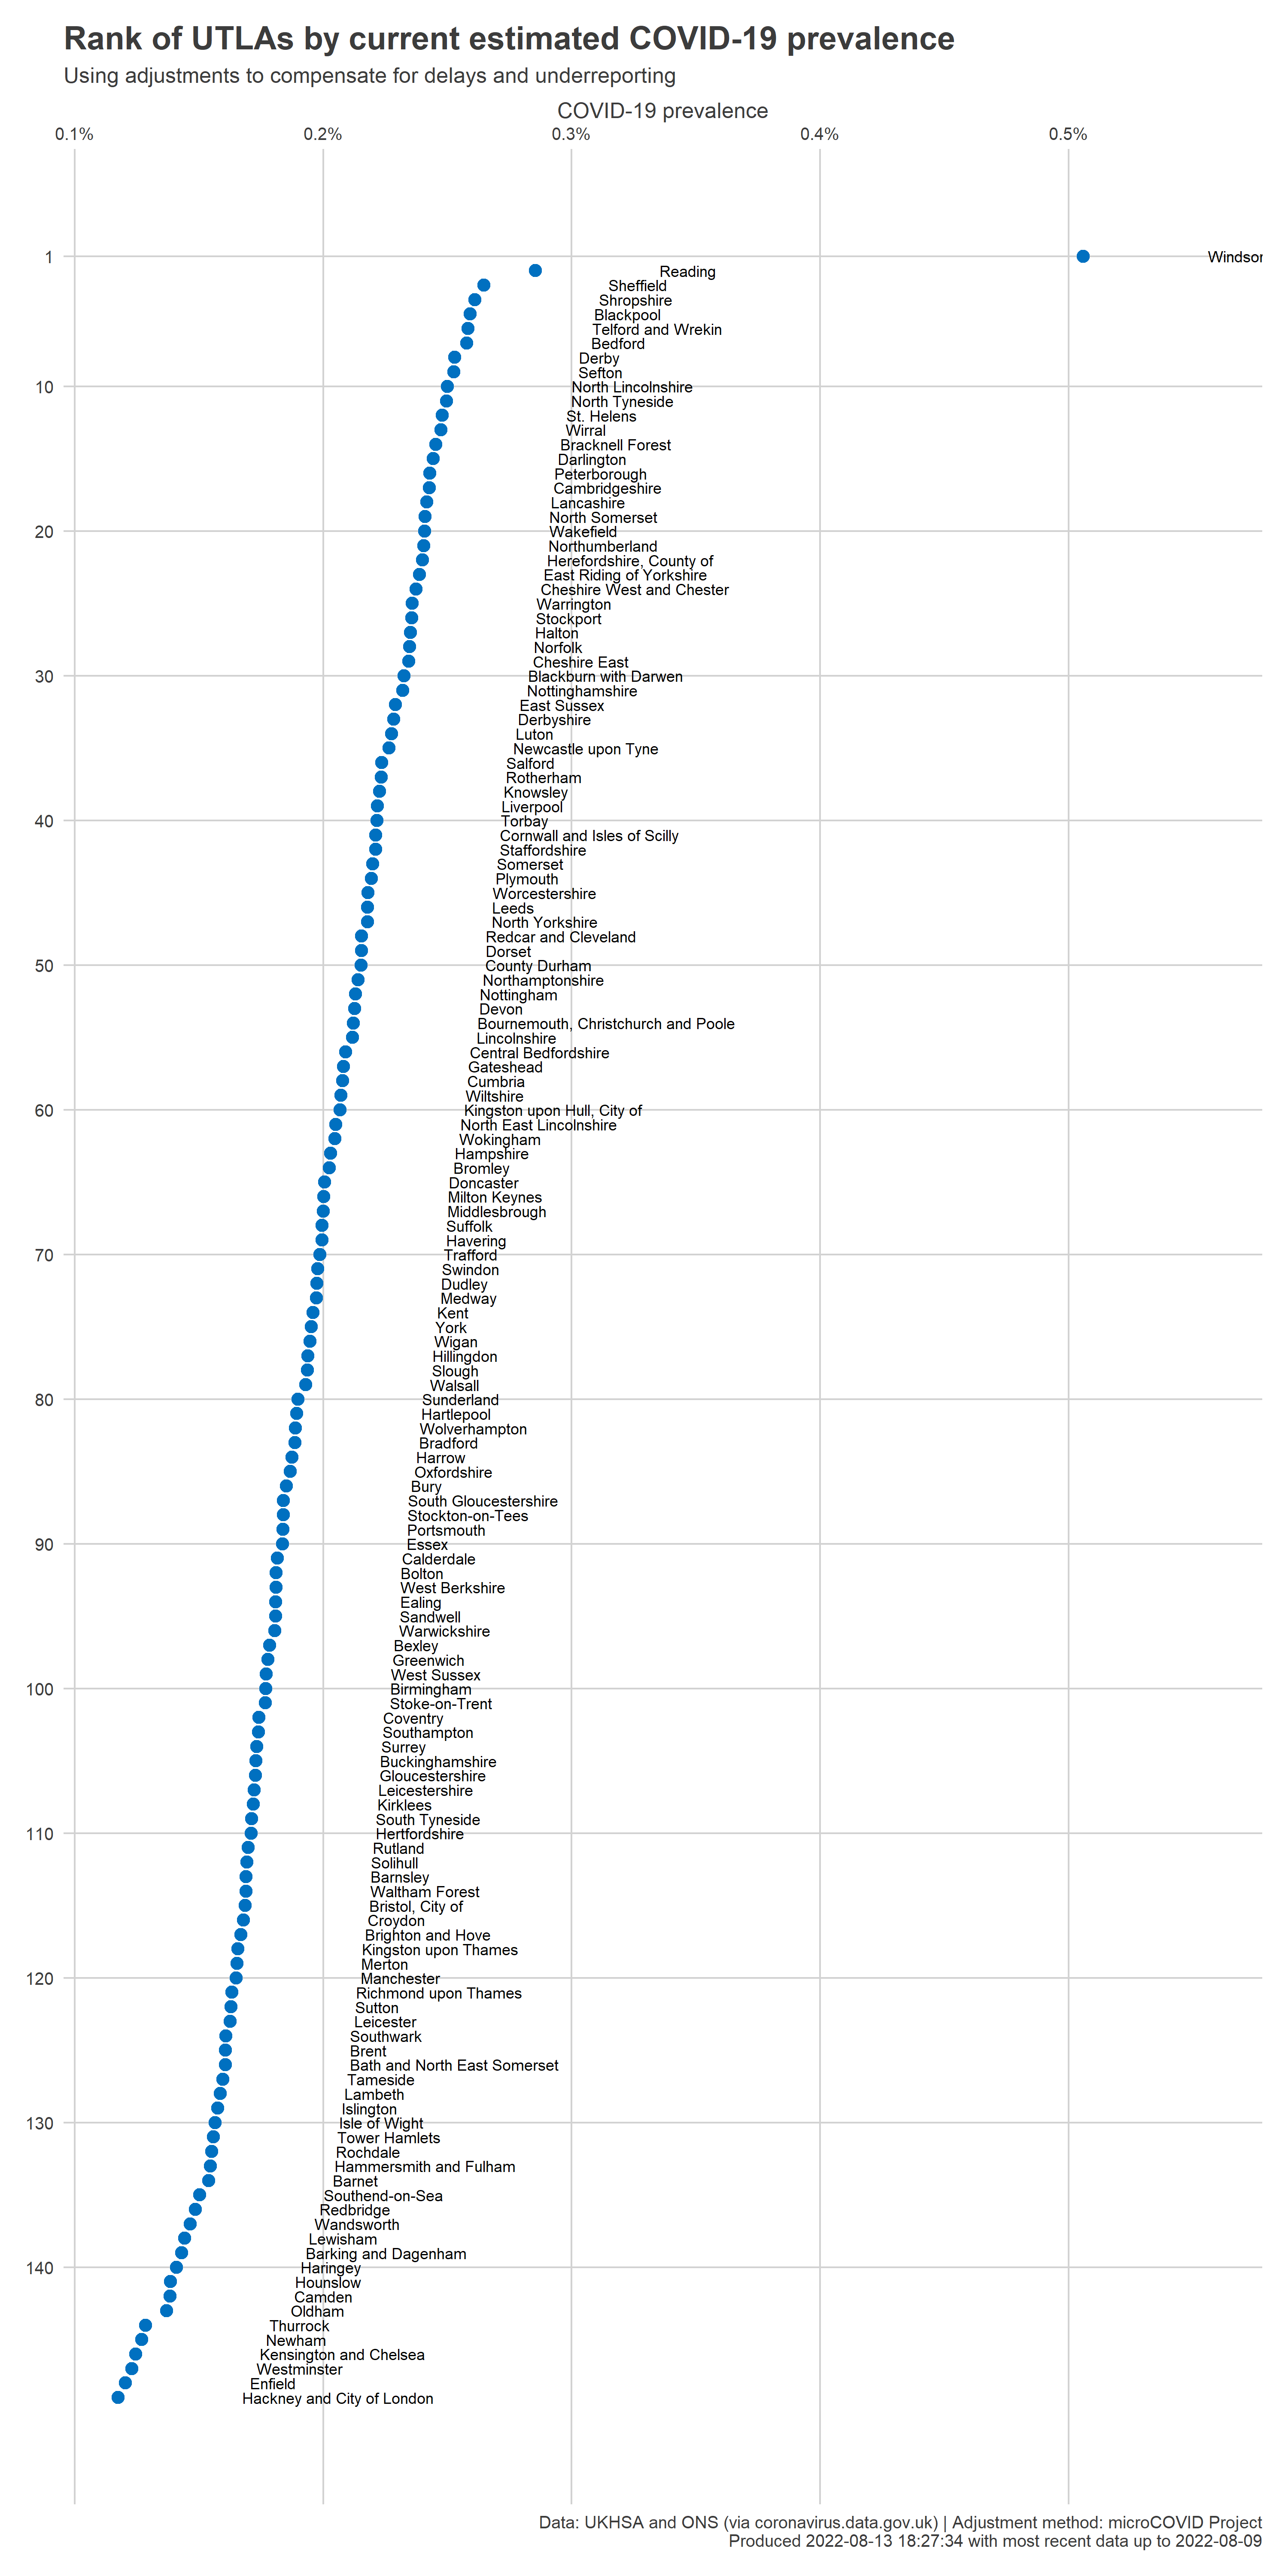 Rank of UTLAs by current estimated COVID-19 prevalence
Using adjustments to compensate for delays and underreporting
COVID-19 prevalence
0.1% 0.2% 0.3% 0.4% 0.5%
1 Windsor
Reading
Sheffield
Shropshire
Blackpool
Telford and Wrekin
Bedford
Derby
Sefton
10 North Lincolnshire
North Tyneside
St. Helens
Wirral
Bracknell Forest
Darlington
Peterborough
Cambridgeshire
Lancashire
North Somerset
20 Wakefield
Northumberland
Herefordshire, County of
East Riding of Yorkshire
Cheshire West and Chester
Warrington
Stockport
Halton
Norfolk
Cheshire East
30 Blackburn with Darwen
Nottinghamshire
East Sussex
Derbyshire
Luton
Newcastle upon Tyne
Salford
Rotherham
Knowsley
Liverpool
40 Torbay
Cornwall and Isles of Scilly
Staffordshire
Somerset
Plymouth
Worcestershire
Leeds
North Yorkshire
Redcar and Cleveland
Dorset
50 County Durham
Northamptonshire
Nottingham
Devon
Bournemouth, Christchurch and Poole
Lincolnshire
Central Bedfordshire
Gateshead
Cumbria
Wiltshire
60 Kingston upon Hull, City of
North East Lincolnshire
Wokingham
Hampshire
Bromley
Doncaster
Milton Keynes
Middlesbrough
Suffolk
Havering
70 Trafford
Swindon
Dudley
Medway
Kent
York
Wigan
Hillingdon
Slough
Walsall
80 Sunderland
Hartlepool
Wolverhampton
Bradford
Harrow
Oxfordshire
Bury
South Gloucestershire
Stockton-on-Tees
Portsmouth
90 Essex
Calderdale
Bolton
West Berkshire
Ealing
Sandwell
Warwickshire
Bexley
Greenwich
West Sussex
100 Birmingham
Stoke-on-Trent
Coventry
Southampton
Surrey
Buckinghamshire
Gloucestershire
Leicestershire
Kirklees
South Tyneside
110 Hertfordshire
Rutland
Solihull
Barnsley
Waltham Forest
Bristol, City of
Croydon
Brighton and Hove
Kingston upon Thames
Merton
120 Manchester
Richmond upon Thames
Sutton
Leicester
Southwark
Brent
Bath and North East Somerset
Tameside
Lambeth
Islington
130 Isle of Wight
Tower Hamlets
Rochdale
Hammersmith and Fulham
Barnet
Southend-on-Sea
Redbridge
Wandsworth
Lewisham
Barking and Dagenham
140 Haringey
Hounslow
Camden
Oldham
Thurrock
Newham
Kensington and Chelsea
Westminster
Enfield
Hackney and City of London
Data: UKHSA and ONS (via coronavirus.data.gov.uk) | Adjustment method: microCOVID Project
Produced 2022-08-13 18:27:34 with most recent data up to 2022-08-09